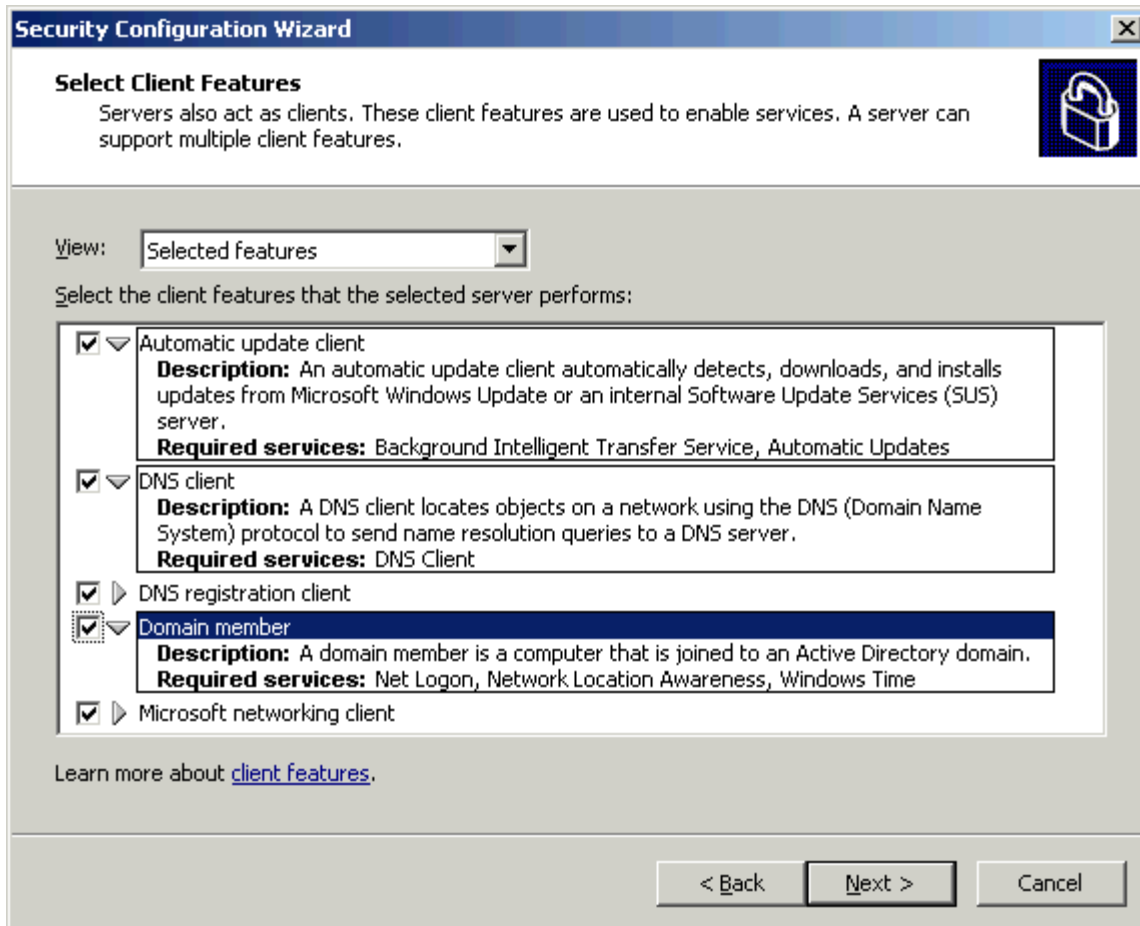 Security Configuration Wizard
Select Client Features
Servers also act as clients. These client features are used to enable services. A server can
support multiple client features.
View: Selected features
Select the client features that the selected server performs:
Automatic update client
Description: An automatic update client automatically detects, downloads, and installs
updates from Microsoft Windows Update or an internal Software Update Services (SUS)
server.
Required services: Background Intelligent Transfer Service, Automatic Updates
DNS client
Description: A DNS client locates objects on a network using the DNS (Domain Name
System) protocol to send name resolution queries to a DNS server.
Required services: DNS Client
DNS registration client
Domain member
Description: A domain member is a computer that is joined to an Active Directory domain.
Required services: Net Logon, Network Location Awareness, Windows Time
Microsoft networking client
Learn more about client features.
< Back Next > Cancel